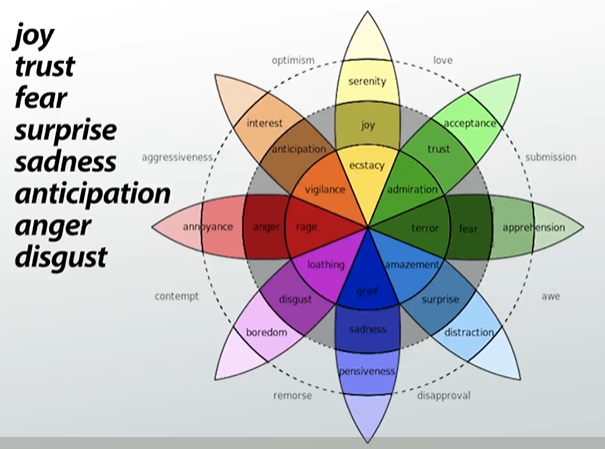 joy
trust
fear
surprise
sadness
anticipation
anger
disgust
optimism
love
serenity
interest
acceptance
joy
anticipation
trust
aggressiveness
submission
ecstacy
vigilance
admiration
annoyance
anger
rage
terror
fear
apprehension
loathing
amazement
grief
contempt
disgust
surprise
awe
boredom
sadness
distraction
pensiveness
remorse
disapproval